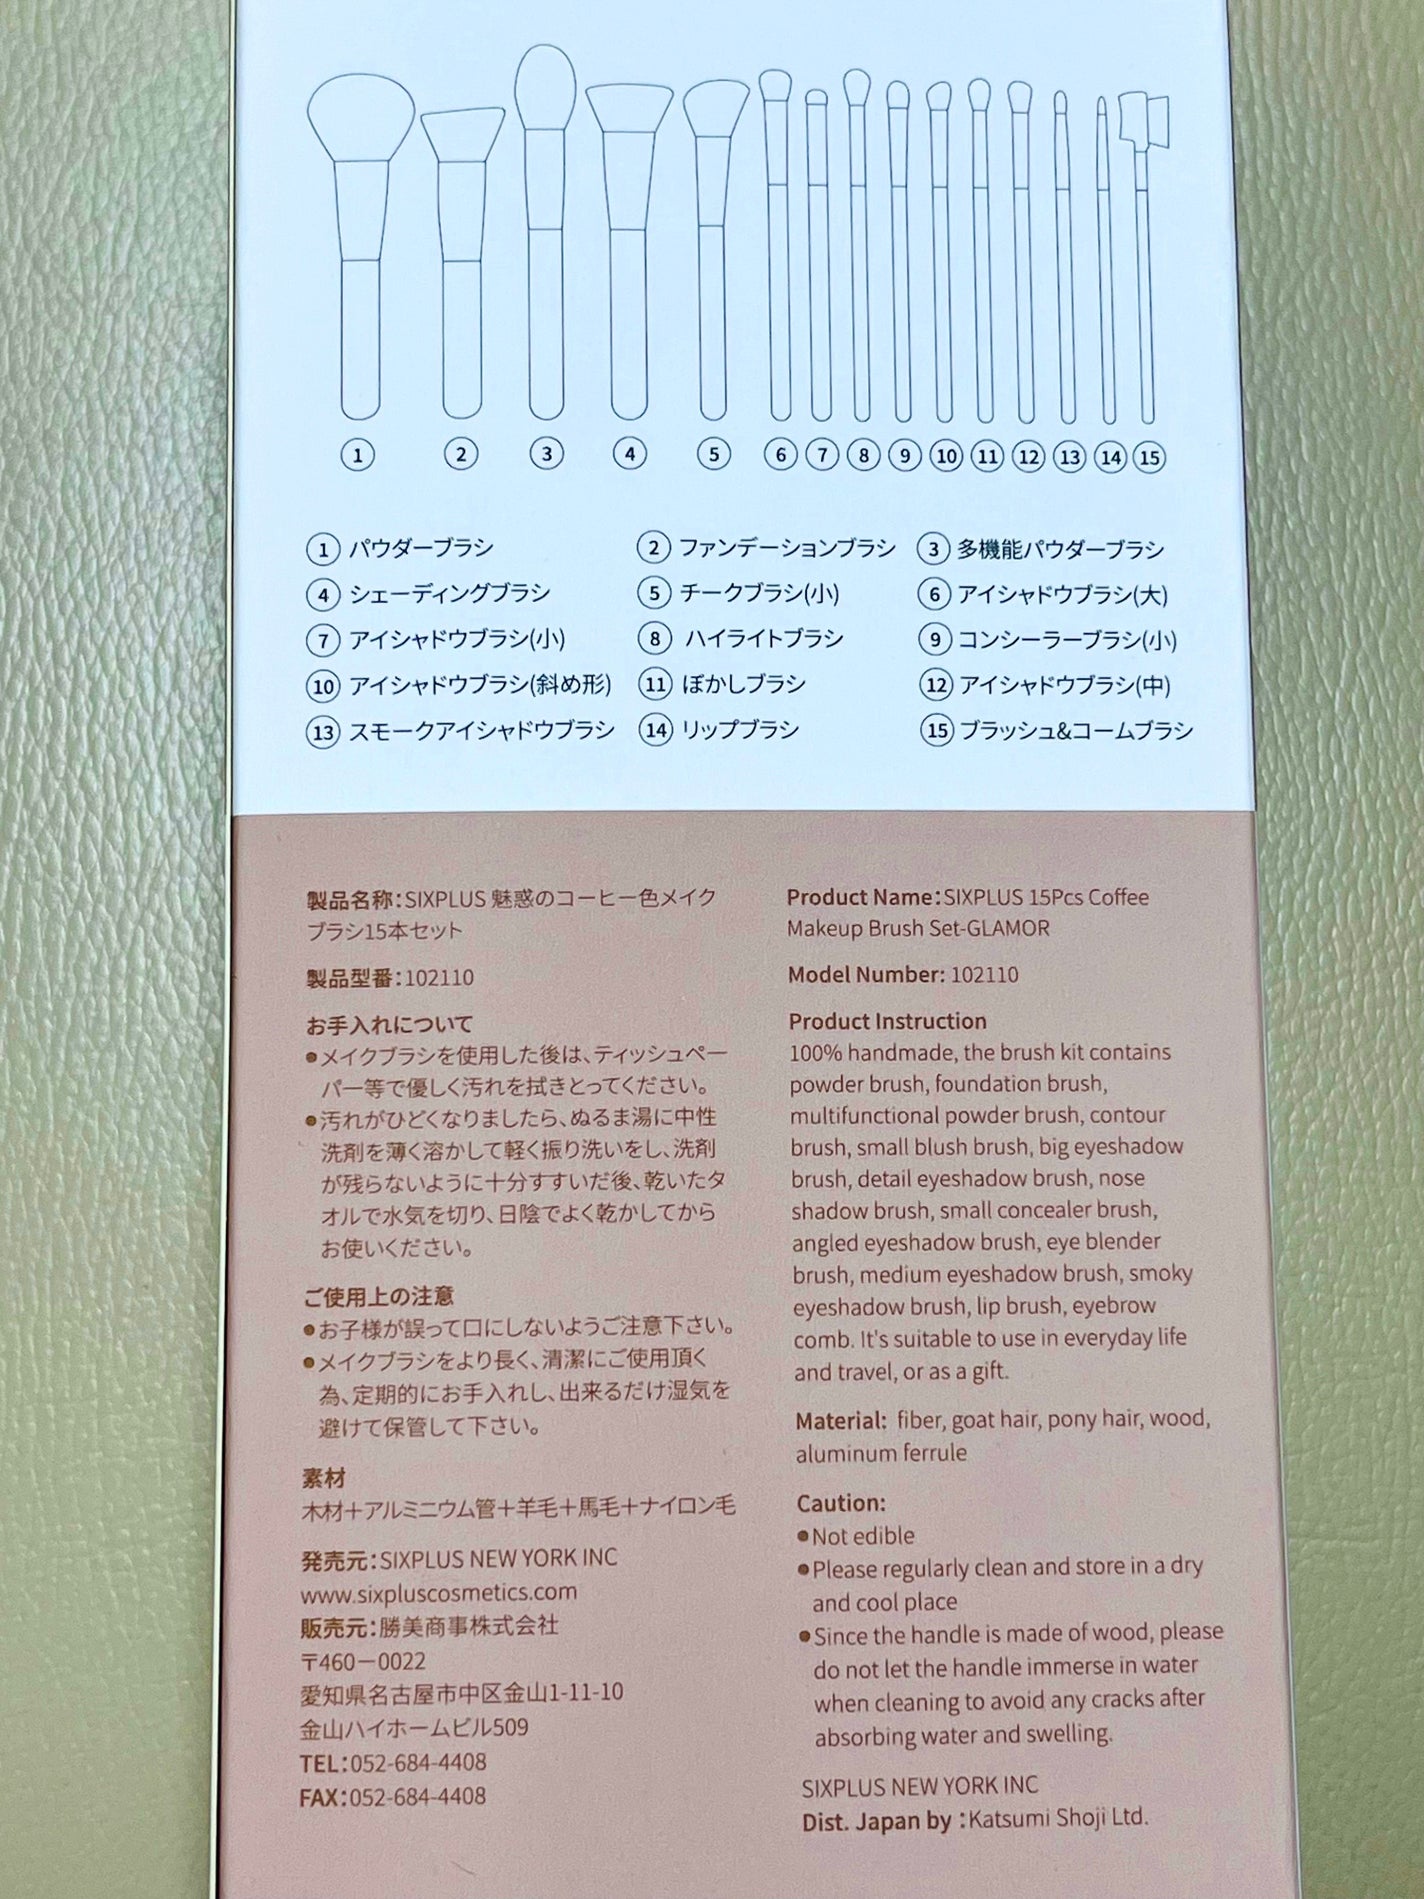 1 2 3 4 5 6 7 8 9 10 11 12 13 14 15
① パウダーブラシ ② ファンデーションブラシ ③ 多機能パウダーブラシ
④ シェーディングブラシ ⑤ チークブラシ(小) ⑥ アイシャドウブラシ(大)
⑦ アイシャドウブラシ(小) ⑧ ハイライトブラシ ⑨ コンシーラーブラシ(小)
⑩ アイシャドウブラシ(斜め形) ⑪ ぼかしブラシ ⑫ アイシャドウブラシ(中)
⑬ スモークアイシャドウブラシ ⑭ リップブラシ ⑮ ブラッシュ&コームブラシ
製品名称:SIXPLUS 魅惑のコーヒー色メイク
ブラシ15本セット
製品型番:102110
お手入れについて
●メイクブラシを使用した後は、ティッシュペー
パー等で優しく汚れを拭きとってください。
●汚れがひどくなりましたら、ぬるま湯に中性
洗剤を薄く溶かして軽く振り洗いをし、洗剤
が残らないように十分すすいだ後、乾いたタ
オルで水気を切り、日陰でよく乾かしてから
お使いください。
ご使用上の注意
●お子様が誤って口にしないようご注意下さい。
●メイクブラシをより長く、清潔にご使用頂く
為、定期的にお手入れし、出来るだけ湿気を
避けて保管して下さい。
素材
木材+アルミニウム管+羊毛+馬毛+ナイロン毛
発売元:SIXPLUS NEW YORK INC
www.sixpluscosmetics.com
販売元:勝美商事株式会社
〒460-0022
愛知県名古屋市中区金山1-11-10
金山ハイホームビル509
TEL:052-684-4408
FAX:052-684-4408
Product Name:SIXPLUS 15Pcs Coffee
Makeup Brush Set-GLAMOR
Model Number: 102110
Product Instruction
100% handmade, the brush kit contains
powder brush, foundation brush,
multifunctional powder brush, contour
brush, small blush brush, big eyeshadow
brush, detail eyeshadow brush, nose
shadow brush, small concealer brush,
angled eyeshadow brush, eye blender
brush, medium eyeshadow brush, smoky
eyeshadow brush, lip brush, eyebrow
comb. It's suitable to use in everyday life
and travel, or as a gift.
Material: fiber, goat hair, pony hair, wood,
aluminum ferrule
Caution:
●Not edible
●Please regularly clean and store in a dry
and cool place
●Since the handle is made of wood, please
do not let the handle immerse in water
when cleaning to avoid any cracks after
absorbing water and swelling.
SIXPLUS NEW YORK INC
Dist. Japan by :Katsumi Shoji Ltd.